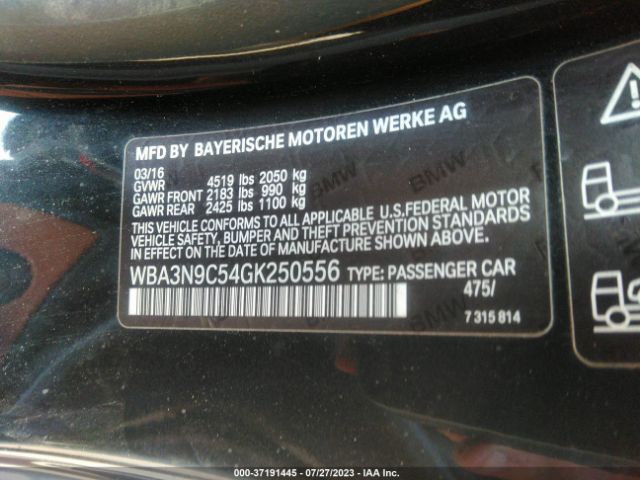 MFD BY BAYERISCHE MOTOREN WERKE AG
03/16
GVWR 4519 lbs 2050 kg
GAWR FRONT 2183 lbs 990 kg
GAWR REAR 2425 lbs 1100 kg
THIS VEHICLE CONFORMS TO ALL APPLICABLE U.S.FEDERAL MOTOR
VEHICLE SAFETY, BUMPER, AND THEFT PREVENTION STANDARDS
IN EFFECT ON THE DATE OF MANUFACTURE SHOWN ABOVE.
WBA3N9C54GK250556 TYPE: PASSENGER CAR
475/
7 315 814
BMW
BMW
BMW
000-37191445 | 07/27/2023 | IAA Inc.